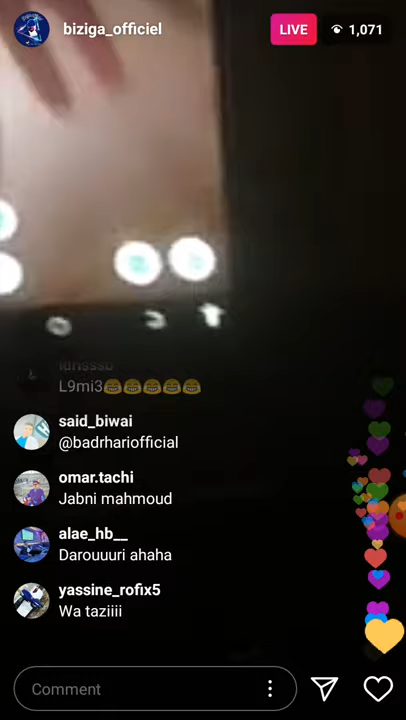 biziga_officiel
LIVE
1,071
L9mi3😂😂😂😂😂
said_biwai
@badrhariofficial
omar.tachi
Jabni mahmoud
alae_hb__
Darouuuri ahaha
yassine_rofix5
Wa taziiii
Comment